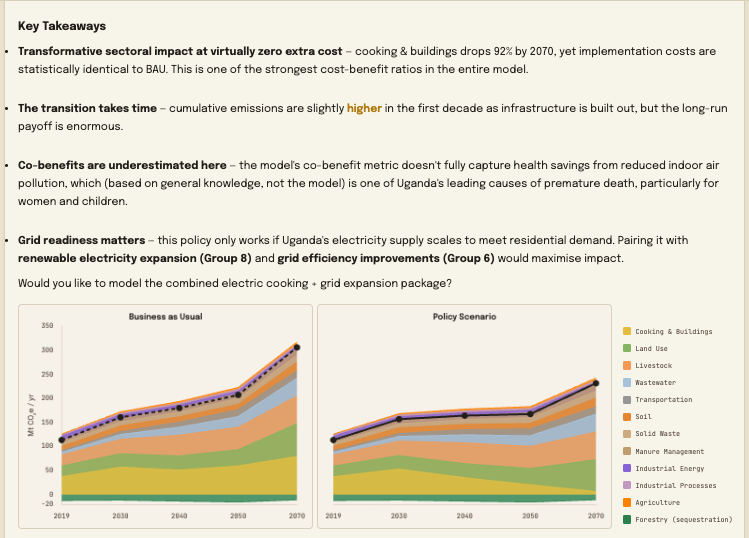 Key Takeaways
• Transformative sectoral impact at virtually zero extra cost – cooking & buildings drops 92% by 2070, yet implementation costs are
statistically identical to BAU. This is one of the strongest cost-benefit ratios in the entire model.
• The transition takes time – cumulative emissions are slightly higher in the first decade as infrastructure is built out, but the long-run
payoff is enormous.
• Co-benefits are underestimated here – the model's co-benefit metric doesn't fully capture health savings from reduced indoor air
pollution, which (based on general knowledge, not the model) is one of Uganda's leading causes of premature death, particularly for
women and children.
• Grid readiness matters – this policy only works if Uganda's electricity supply scales to meet residential demand. Pairing it with
renewable electricity expansion (Group 8) and grid efficiency improvements (Group 6) would maximise impact.
Would you like to model the combined electric cooking + grid expansion package?
Business as Usual
350
300
250
200
150
100
50
0
-20
Mt CO₂e / yr
2019 2030 2040 2050 2070
Policy Scenario
2019 2030 2040 2050 2070
Cooking & Buildings
Land Use
Livestock
Wastewater
Transportation
Soil
Solid Waste
Manure Management
Industrial Energy
Industrial Processes
Agriculture
Forestry (sequestration)